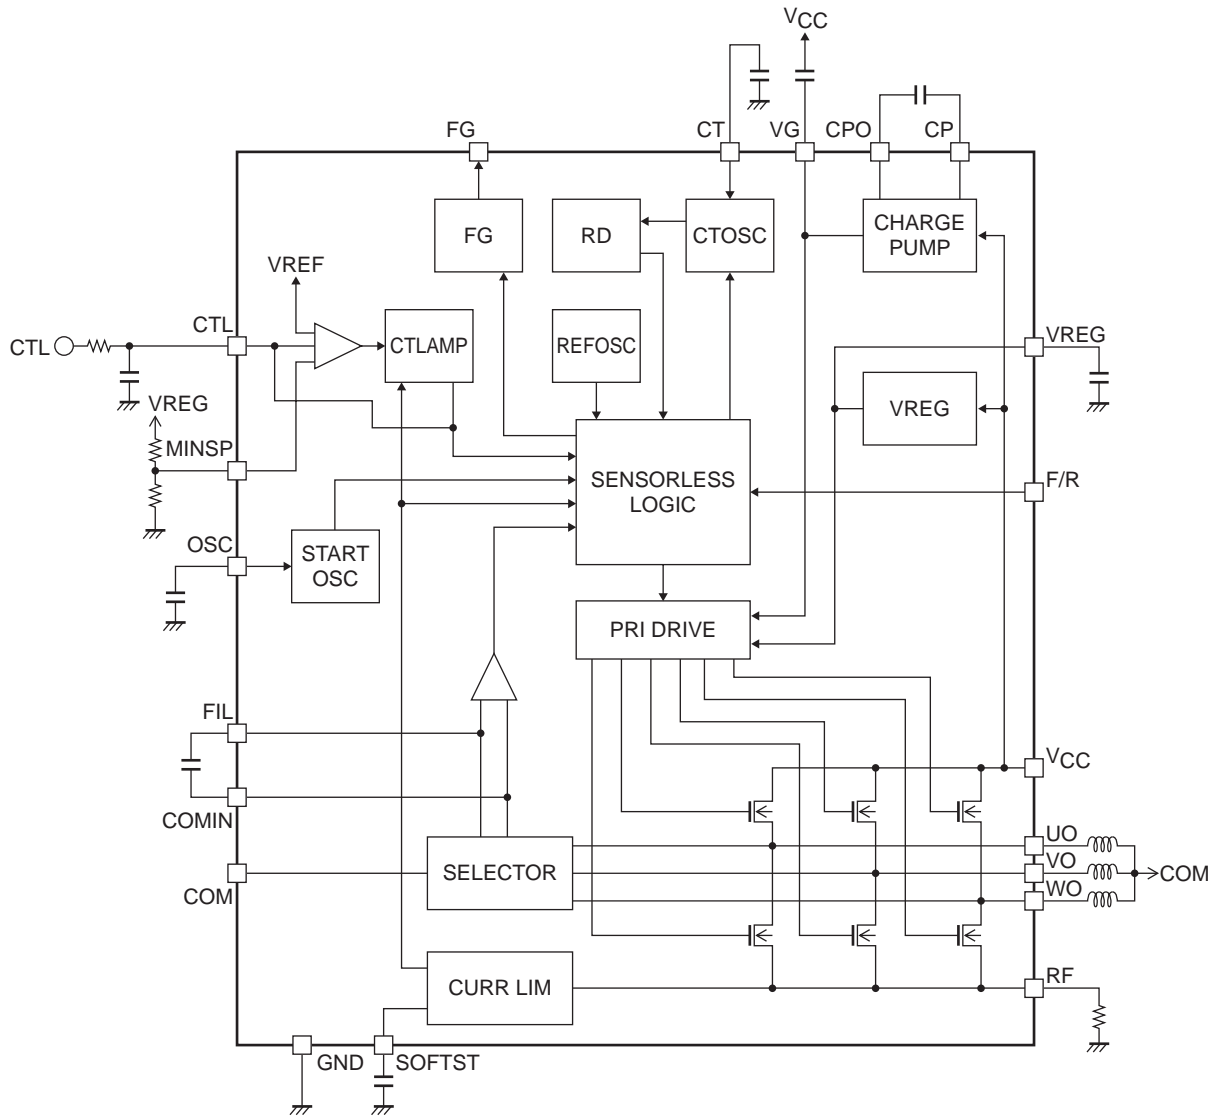 VCC
FG
CT
VG
CPO
CP
FG
RD
CTOSC
CHARGE
PUMP
VREF
CTL
CTL
CTLAMP
REFOSC
VREG
VREG
VREG
MINSP
SENSORLESS
LOGIC
F/R
OSC
START
OSC
PRI DRIVE
FIL
VCC
COMIN
UO
SELECTOR
VO
COM
COM
WO
CURR LIM
RF
GND
SOFTST